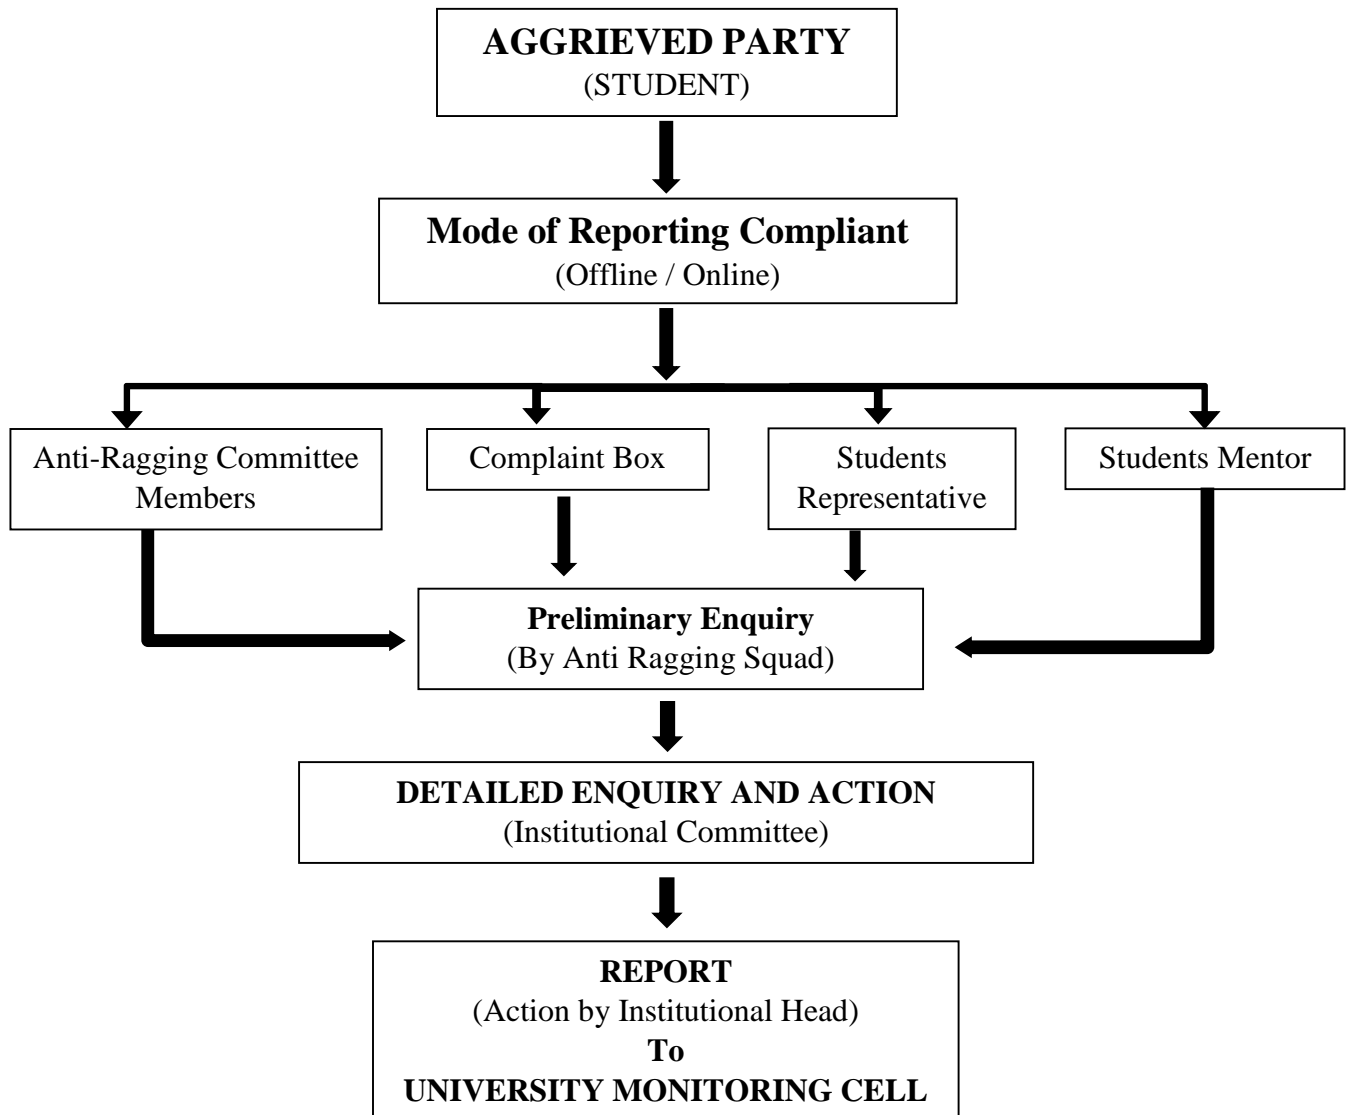 AGGRIEVED PARTY
(STUDENT)
Mode of Reporting Compliant
(Offline / Online)
Anti-Ragging Committee
Members
Complaint Box
Students
Representative
Students Mentor
Preliminary Enquiry
(By Anti Ragging Squad)
DETAILED ENQUIRY AND ACTION
(Institutional Committee)
REPORT
(Action by Institutional Head)
To
UNIVERSITY MONITORING CELL